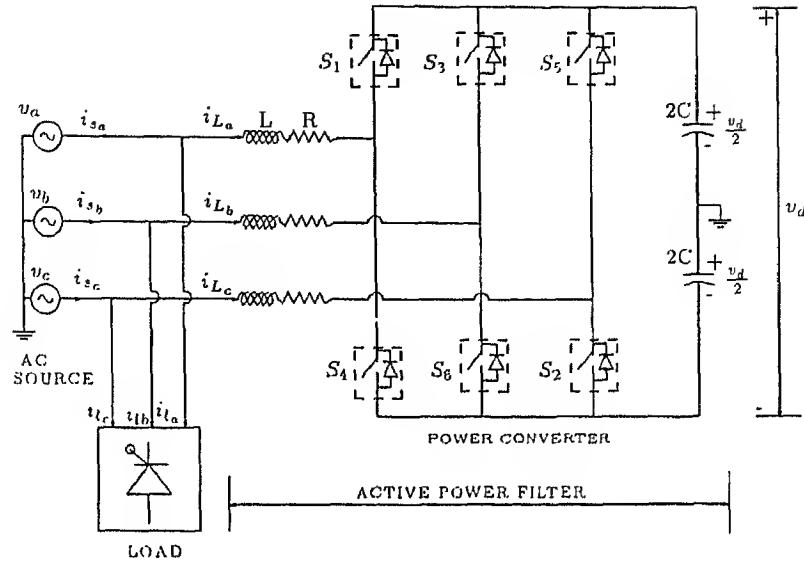 S1 S3 S5
2C + vd/2 -
+
va isa iLa L R
vb isb iLb
vd
vc isc iLc
2C + vd/2 -
AC SOURCE
S4 S6 S2
-
ilc ilb ila
POWER CONVERTER
ACTIVE POWER FILTER
LOAD